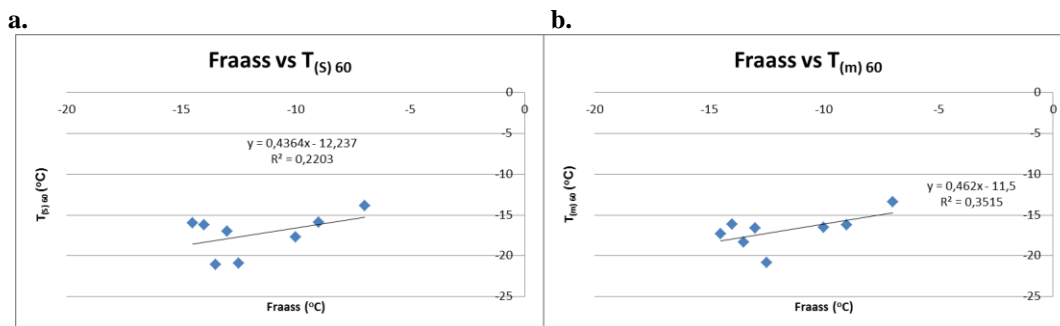 a.
Fraass vs T(S) 60
0
-20 -15 -10 -5 0
-5
y = 0,4364x - 12,237
R² = 0,2203
-10
-15
-20
-25
T(S) 60 (°C)
Fraass (°C)
b.
Fraass vs T(m) 60
0
-20 -15 -10 -5 0
-5
-10
y = 0,462x - 11,5
R² = 0,3515
-15
-20
-25
T(m) 60 (°C)
Fraass (°C)